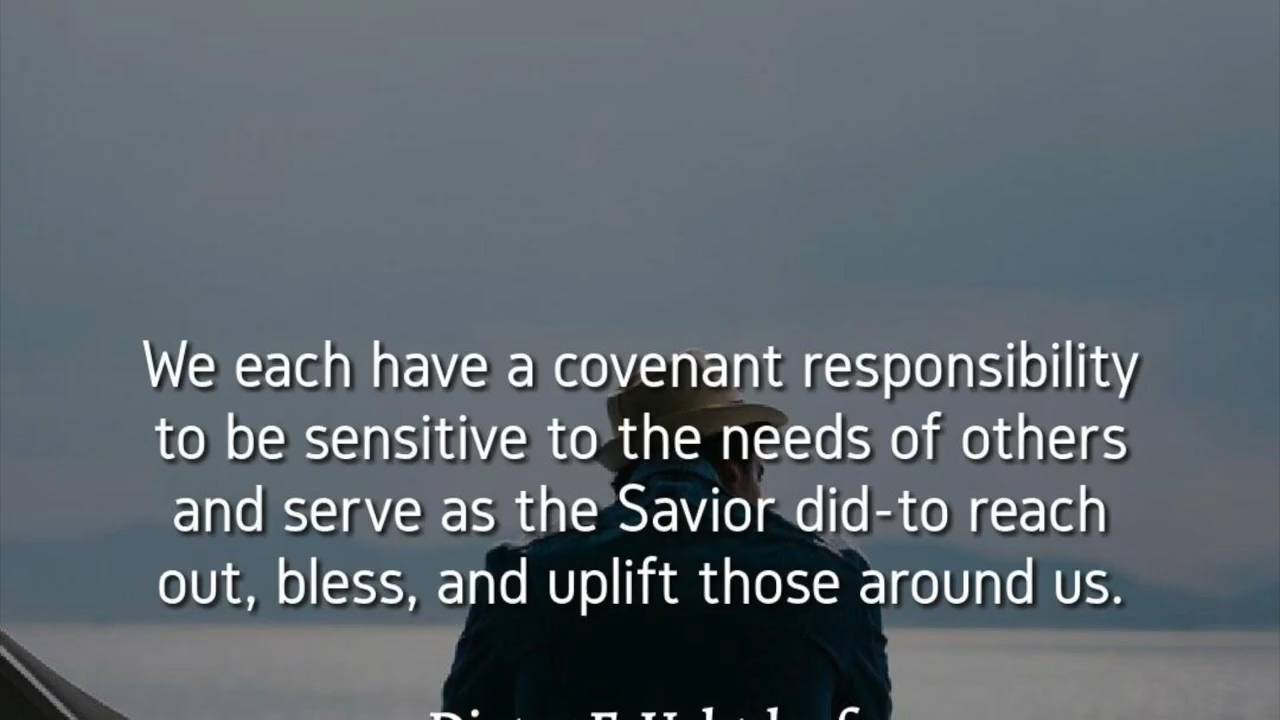 We each have a covenant responsibility
to be sensitive to the needs of others
and serve as the Savior did-to reach
out, bless, and uplift those around us.
Dieter F. Uchtdorf